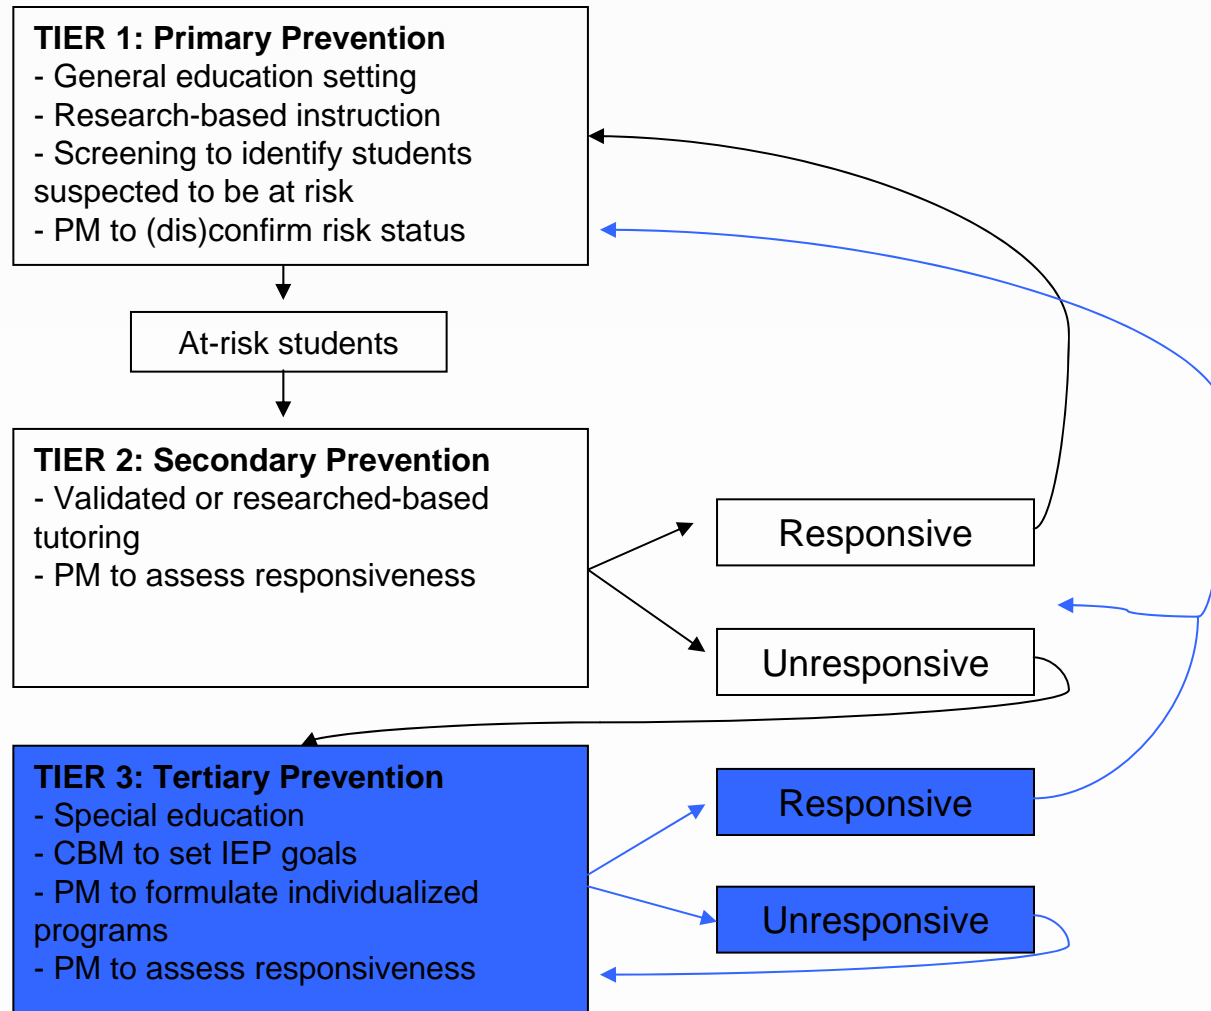 TIER 1: Primary Prevention
- General education setting
- Research-based instruction
- Screening to identify students
suspected to be at risk
- PM to (dis)confirm risk status
At-risk students
TIER 2: Secondary Prevention
- Validated or researched-based
tutoring
- PM to assess responsiveness
Responsive
Unresponsive
TIER 3: Tertiary Prevention
- Special education
- CBM to set IEP goals
- PM to formulate individualized
programs
- PM to assess responsiveness
Responsive
Unresponsive